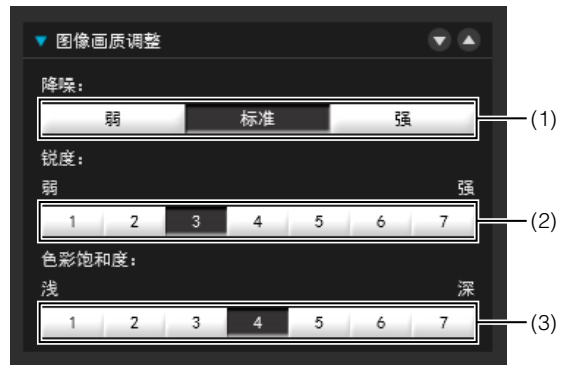 图像画质调整
降噪：
弱 标准 强 (1)
锐度：
弱 强
1 2 3 4 5 6 7 (2)
色彩饱和度：
浅 深
1 2 3 4 5 6 7 (3)